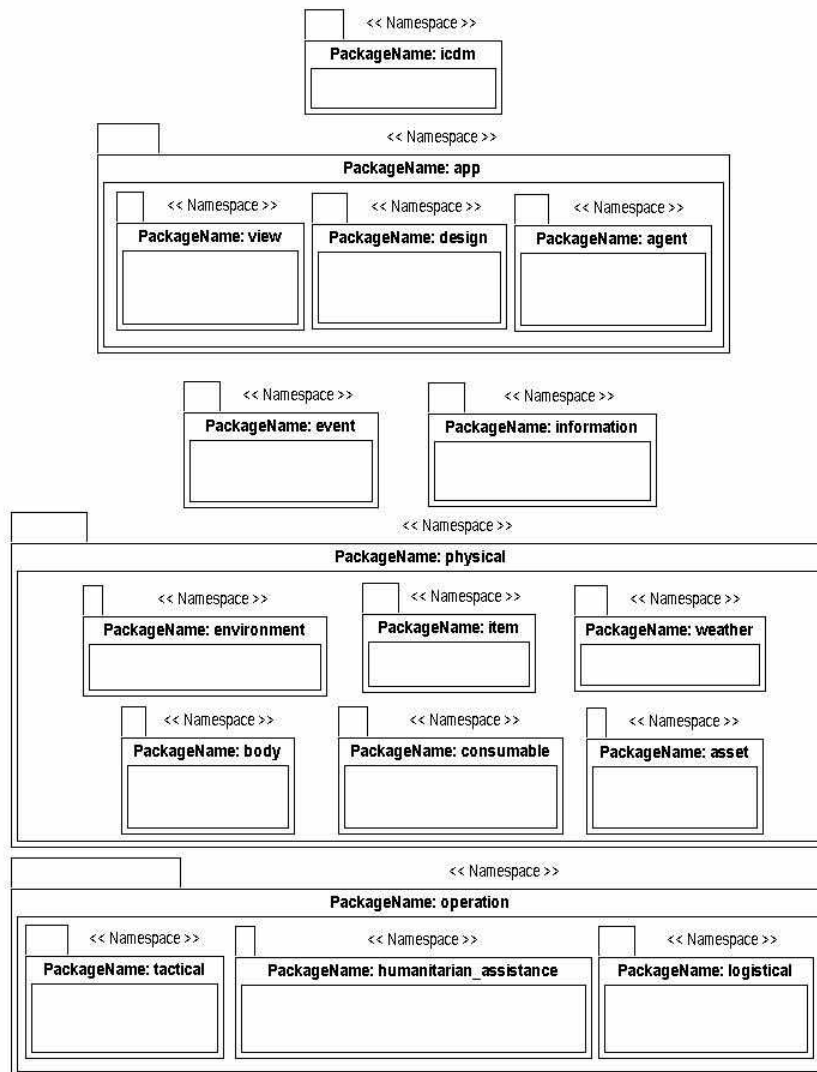 << Namespace >>
PackageName: icdm
<< Namespace >>
PackageName: app
<< Namespace >> << Namespace >> << Namespace >>
PackageName: view PackageName: design PackageName: agent
<< Namespace >> << Namespace >>
PackageName: event PackageName: information
<< Namespace >>
PackageName: physical
<< Namespace >> << Namespace >> << Namespace >>
PackageName: environment PackageName: item PackageName: weather
<< Namespace >> << Namespace >> << Namespace >>
PackageName: body PackageName: consumable PackageName: asset
<< Namespace >>
PackageName: operation
<< Namespace >> << Namespace >> << Namespace >>
PackageName: tactical PackageName: humanitarian_assistance PackageName: logistical